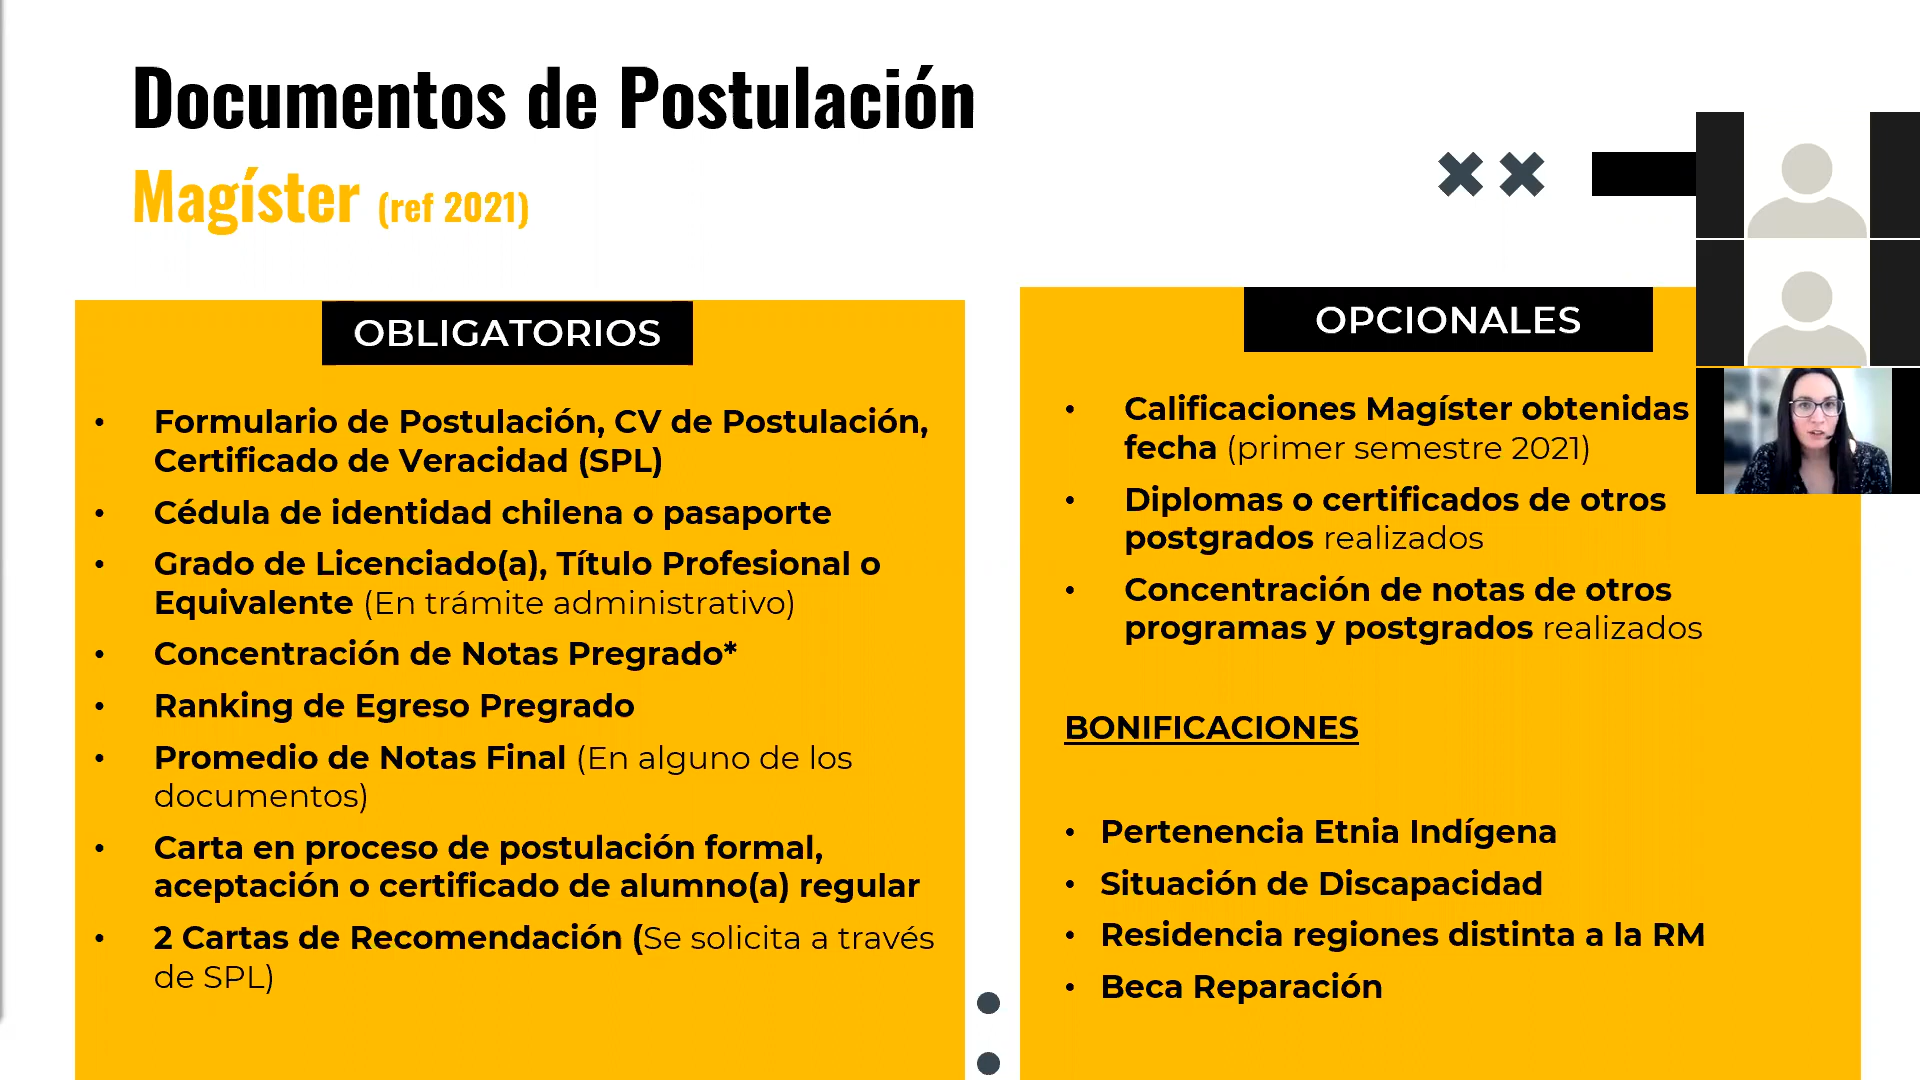 Documentos de Postulación
Magíster (ref 2021)
OBLIGATORIOS
• Formulario de Postulación, CV de Postulación,
Certificado de Veracidad (SPL)
• Cédula de identidad chilena o pasaporte
• Grado de Licenciado(a), Título Profesional o
Equivalente (En trámite administrativo)
• Concentración de Notas Pregrado*
• Ranking de Egreso Pregrado
• Promedio de Notas Final (En alguno de los
documentos)
• Carta en proceso de postulación formal,
aceptación o certificado de alumno(a) regular
• 2 Cartas de Recomendación (Se solicita a través
de SPL)
OPCIONALES
• Calificaciones Magíster obtenidas
fecha (primer semestre 2021)
• Diplomas o certificados de otros
postgrados realizados
• Concentración de notas de otros
programas y postgrados realizados
BONIFICACIONES
• Pertenencia Etnia Indígena
• Situación de Discapacidad
• Residencia regiones distinta a la RM
• Beca Reparación